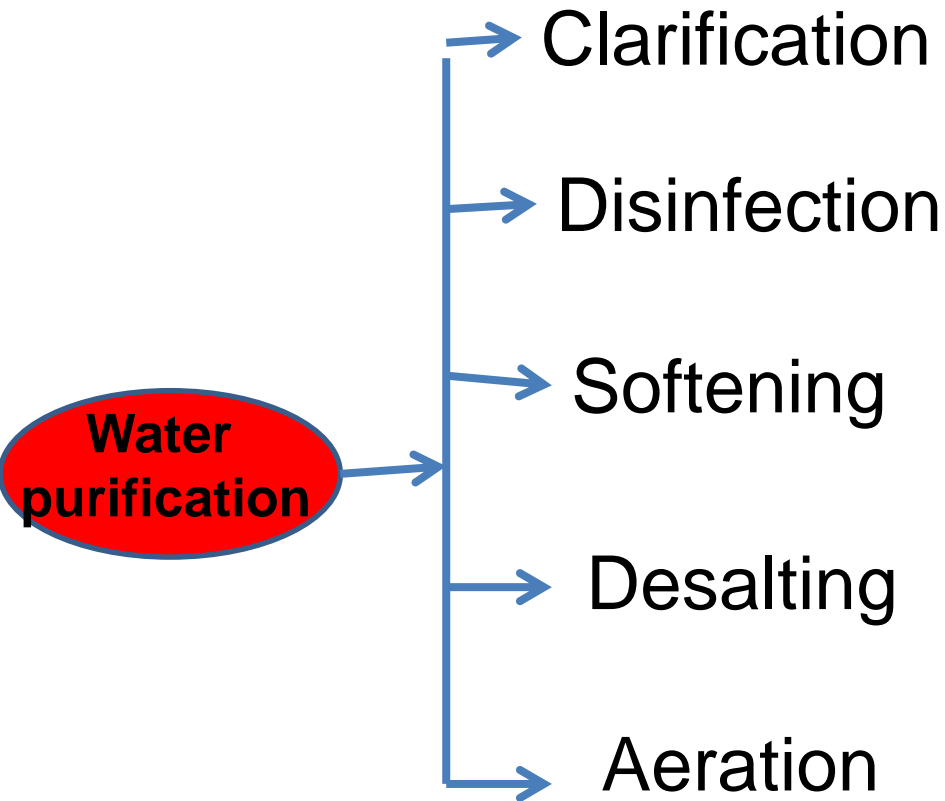 Clarification
Disinfection
Softening
Water
purification
Desalting
Aeration